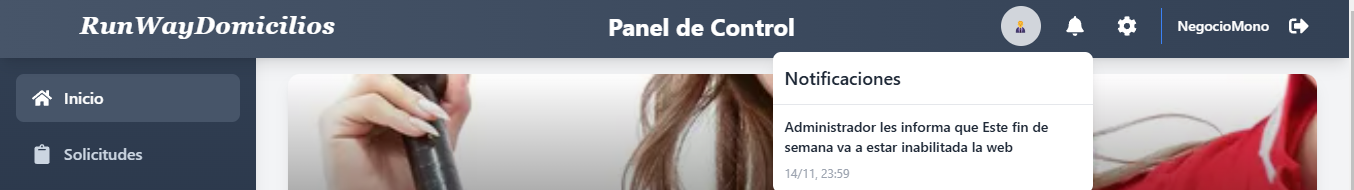 RunWayDomicilios
Panel de Control
NegocioMono
Inicio
Solicitudes
Notificaciones
Administrador les informa que Este fin de
semana va a estar inabilitada la web
14/11, 23:59